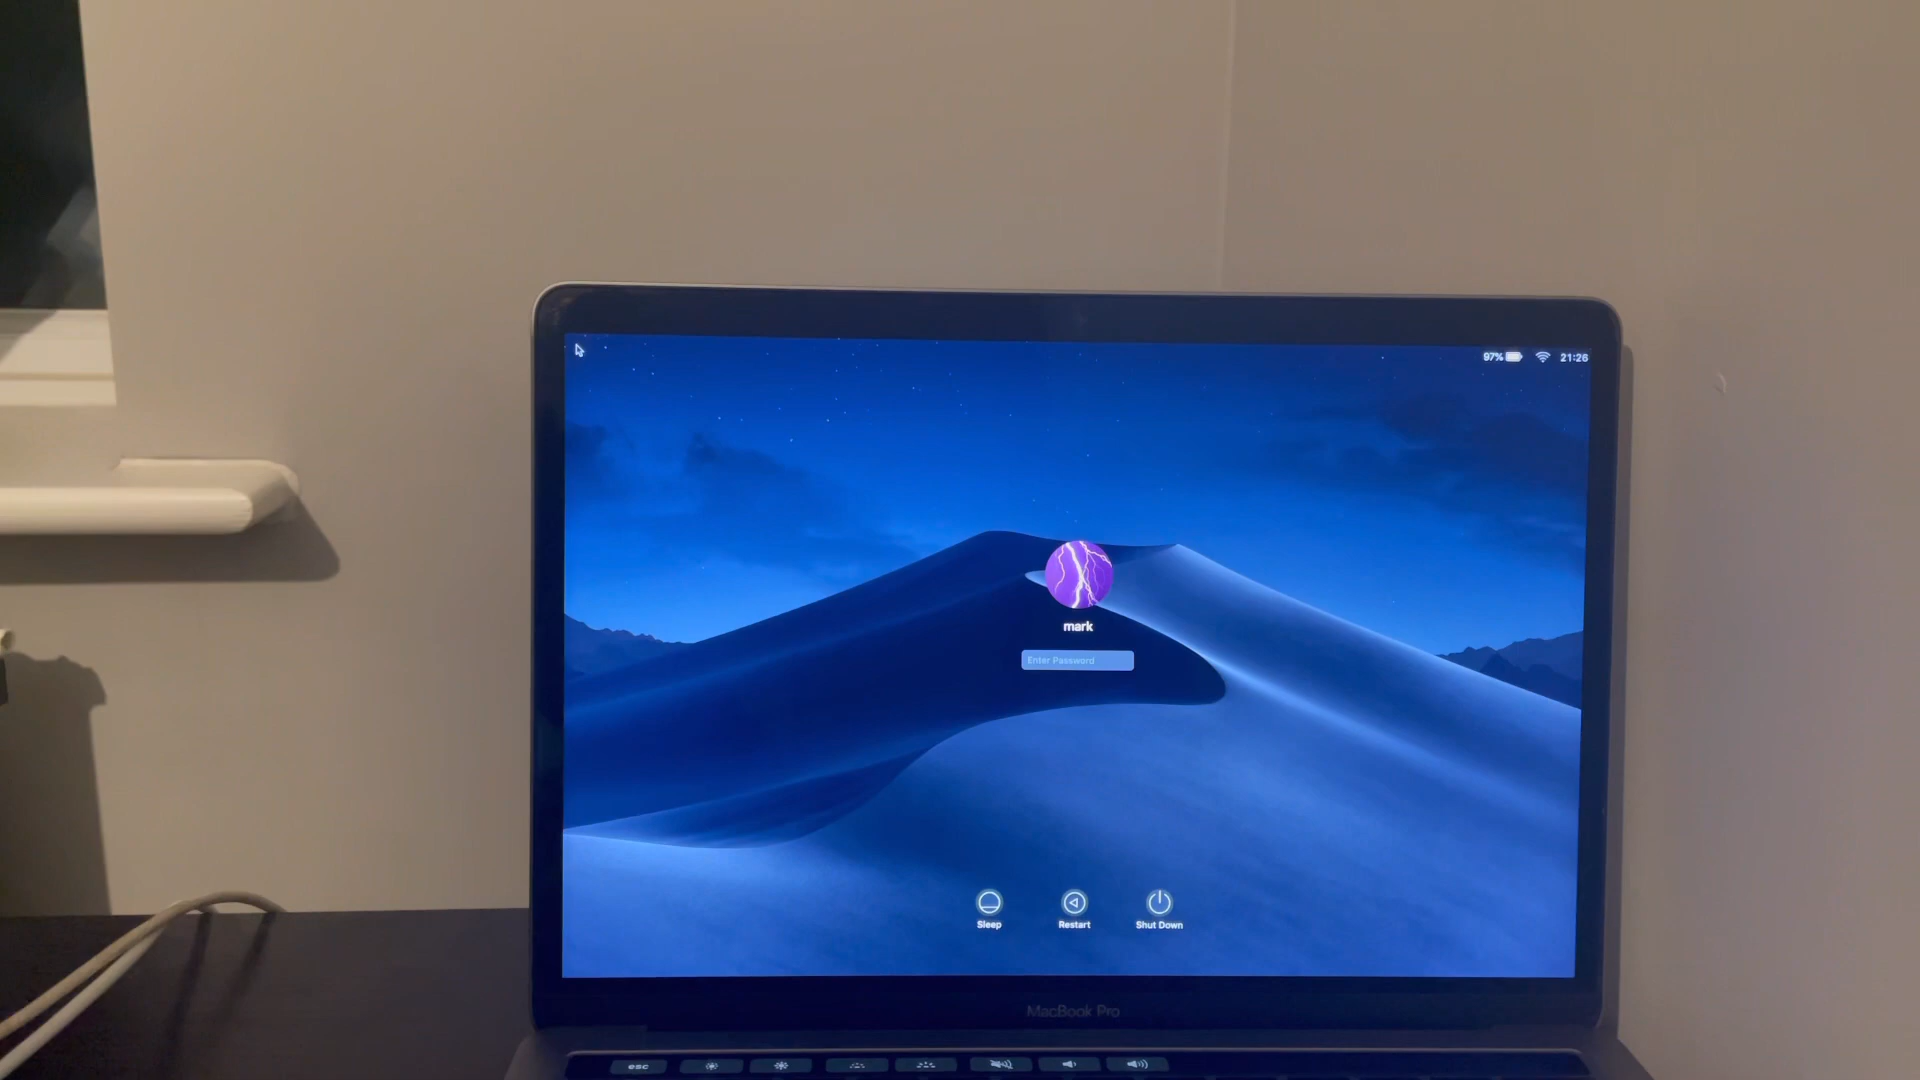 97% 21:26
mark
Enter Password
Sleep Restart Shut Down
MacBook Pro
esc